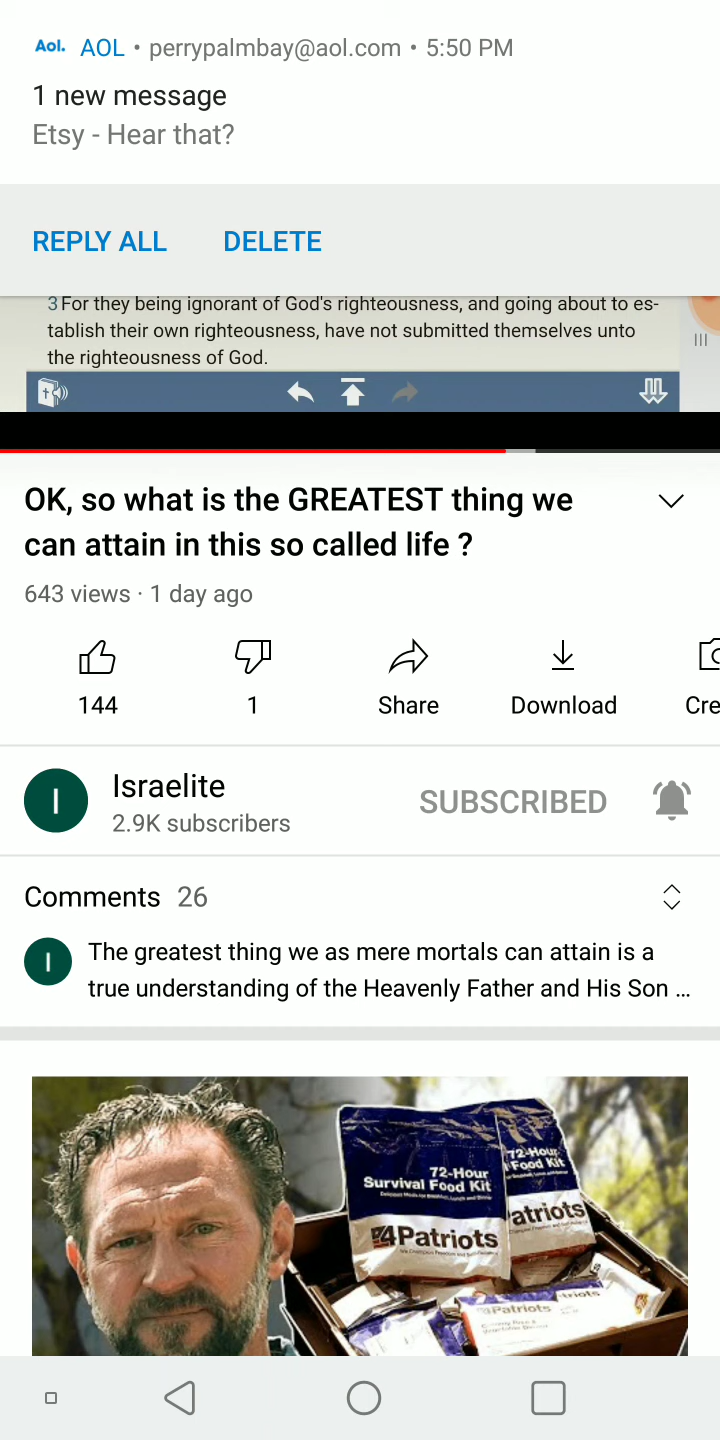 Aol. AOL • perrypalmbay@aol.com • 5:50 PM
1 new message
Etsy - Hear that?
REPLY ALL DELETE
3 For they being ignorant of God's righteousness, and going about to es-
tablish their own righteousness, have not submitted themselves unto
the righteousness of God.
OK, so what is the GREATEST thing we
can attain in this so called life ?
643 views · 1 day ago
144 1 Share Download Cre
I Israelite
2.9K subscribers
SUBSCRIBED
Comments 26
I The greatest thing we as mere mortals can attain is a
true understanding of the Heavenly Father and His Son ...
72-Hour
Survival Food Kit
4Patriots
72-Hour
Food Kit
atriots
Patriots